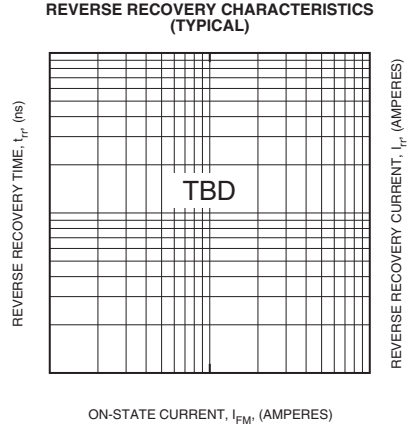 REVERSE RECOVERY CHARACTERISTICS
(TYPICAL)
REVERSE RECOVERY TIME, trr, (ns)
TBD
REVERSE RECOVERY CURRENT, Irr, (AMPERES)
ON-STATE CURRENT, IFM, (AMPERES)